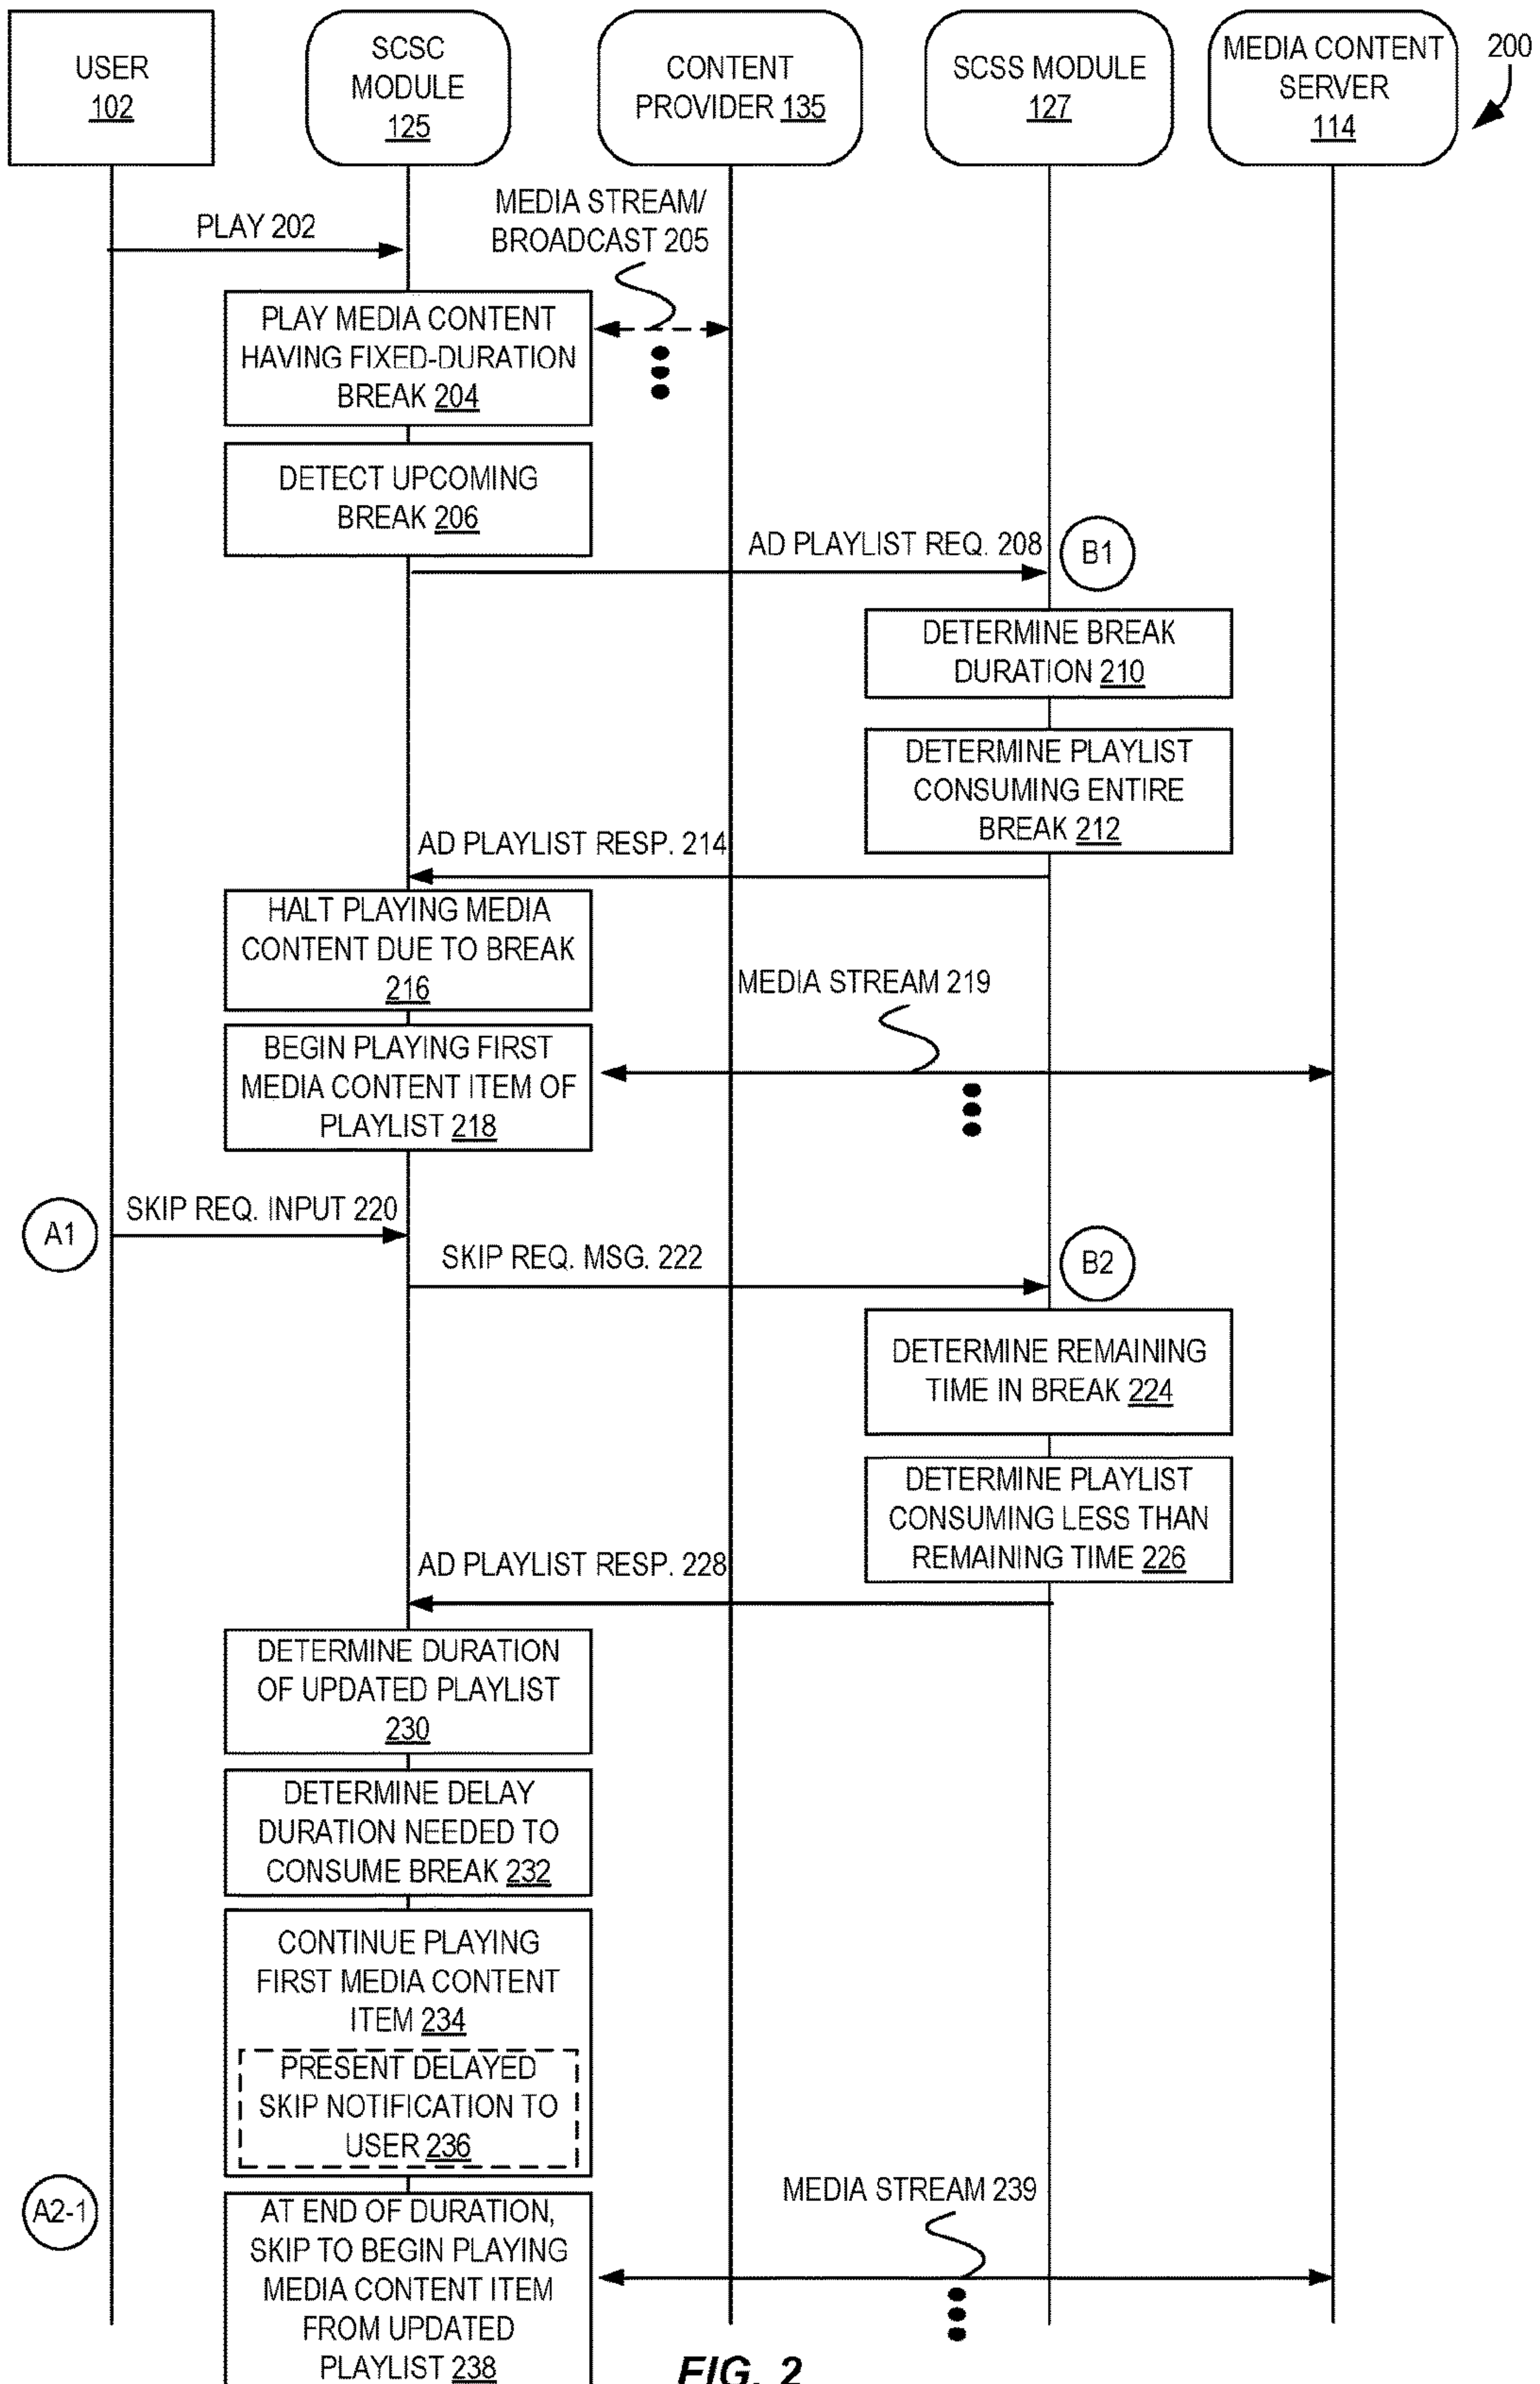 USER
102
SCSC
MODULE
125
CONTENT
PROVIDER 135
SCSS MODULE
127
MEDIA CONTENT
SERVER
114
200
PLAY 202
MEDIA STREAM/
BROADCAST 205
PLAY MEDIA CONTENT
HAVING FIXED-DURATION
BREAK 204
DETECT UPCOMING
BREAK 206
AD PLAYLIST REQ. 208
B1
DETERMINE BREAK
DURATION 210
DETERMINE PLAYLIST
CONSUMING ENTIRE
BREAK 212
AD PLAYLIST RESP. 214
HALT PLAYING MEDIA
CONTENT DUE TO BREAK
216
MEDIA STREAM 219
BEGIN PLAYING FIRST
MEDIA CONTENT ITEM OF
PLAYLIST 218
A1
SKIP REQ. INPUT 220
SKIP REQ. MSG. 222
B2
DETERMINE REMAINING
TIME IN BREAK 224
DETERMINE PLAYLIST
CONSUMING LESS THAN
REMAINING TIME 226
AD PLAYLIST RESP. 228
DETERMINE DURATION
OF UPDATED PLAYLIST
230
DETERMINE DELAY
DURATION NEEDED TO
CONSUME BREAK 232
CONTINUE PLAYING
FIRST MEDIA CONTENT
ITEM 234
PRESENT DELAYED
SKIP NOTIFICATION TO
USER 236
A2-1
MEDIA STREAM 239
AT END OF DURATION,
SKIP TO BEGIN PLAYING
MEDIA CONTENT ITEM
FROM UPDATED
PLAYLIST 238
FIG. 2